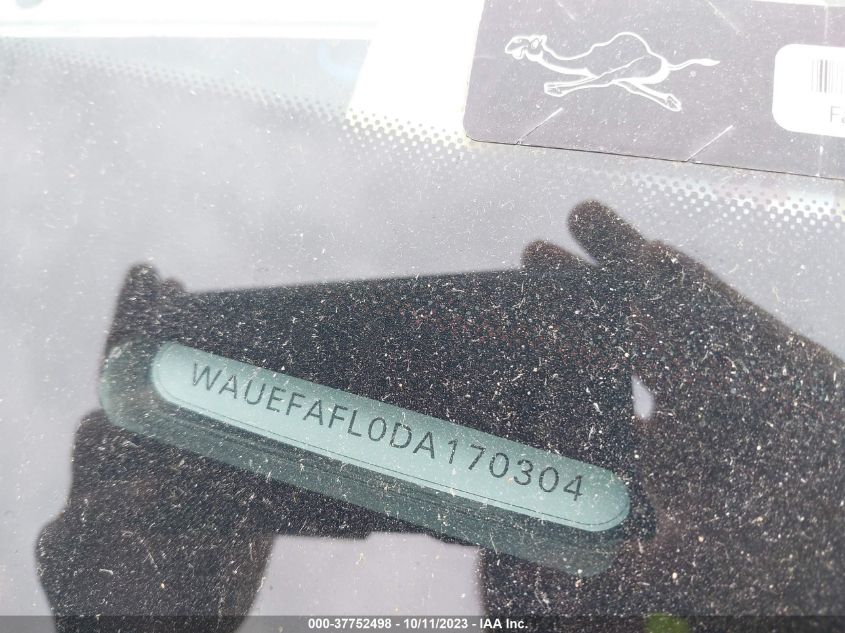 WAUEFAFL0DA170304
000-37752498 - 10/11/2023 - IAA Inc.